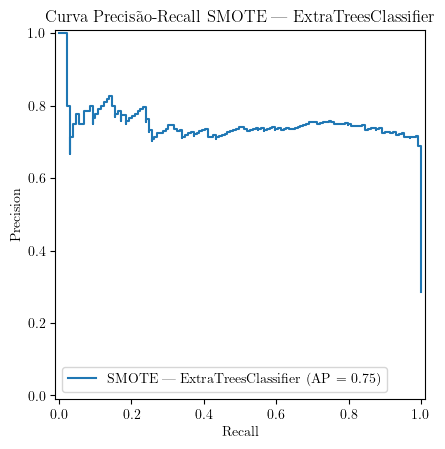 Curva Precisão-Recall SMOTE — ExtraTreesClassifier
1.0
0.8
0.6
0.4
0.2
0.0
Precision
SMOTE — ExtraTreesClassifier (AP = 0.75)
0.0 0.2 0.4 0.6 0.8 1.0
Recall